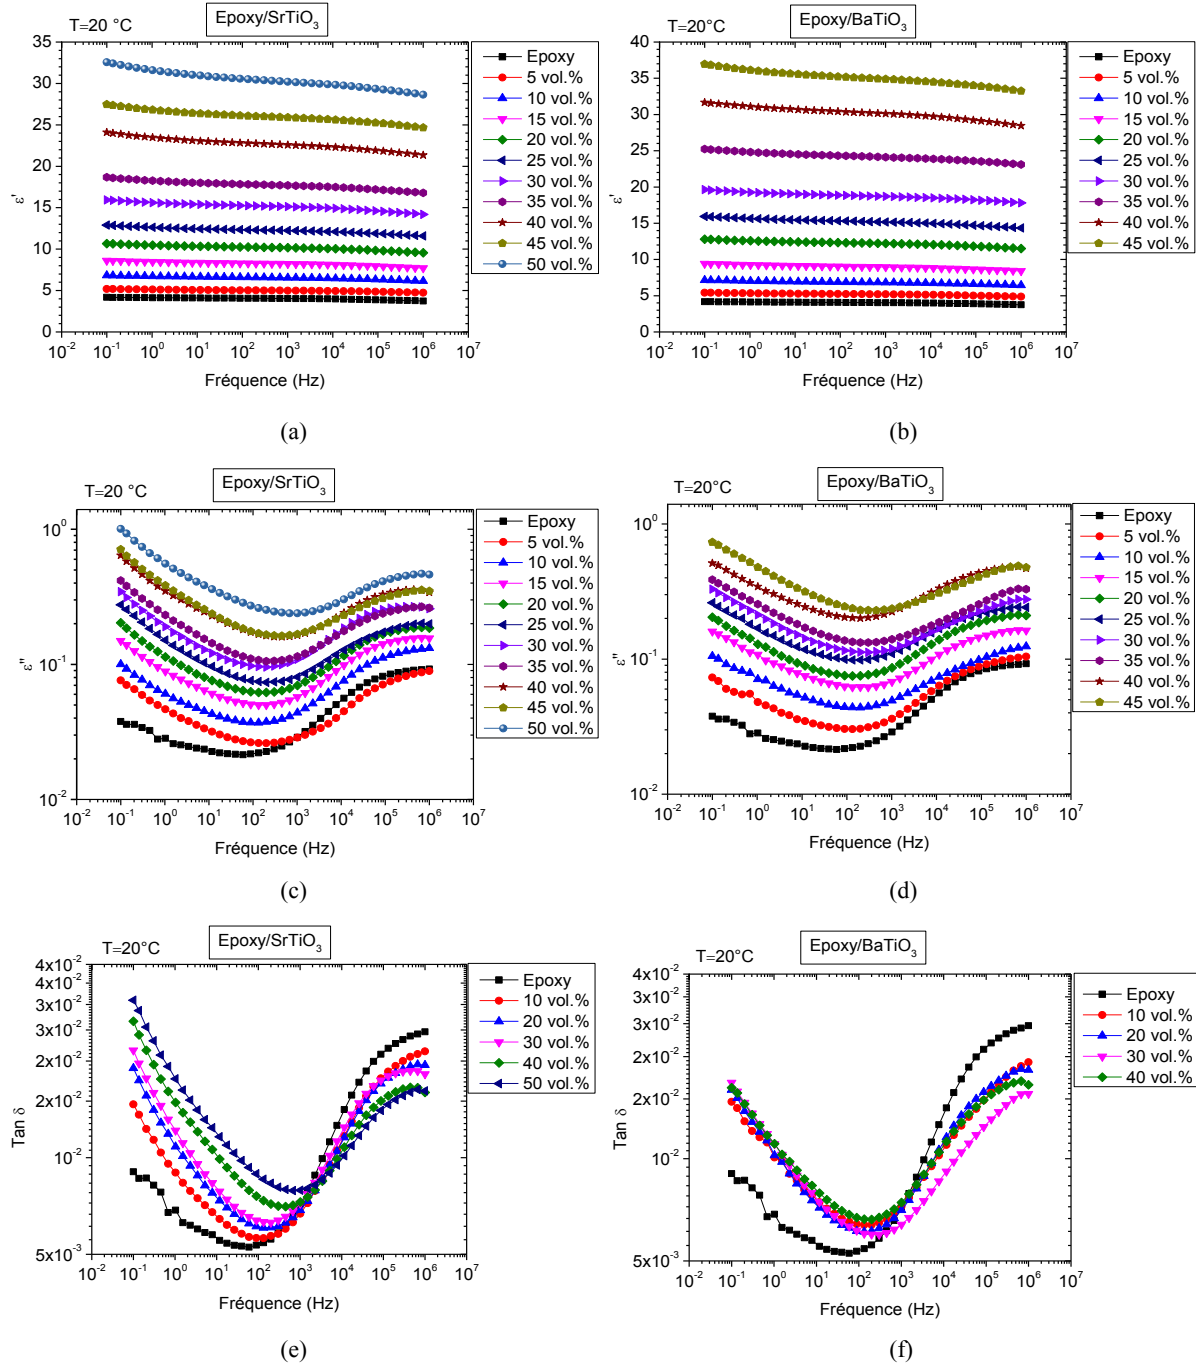 T=20 °C
Epoxy/SrTiO₃
35
30
25
20
15
10
5
0
ε'
10⁻² 10⁻¹ 10⁰ 10¹ 10² 10³ 10⁴ 10⁵ 10⁶ 10⁷
Fréquence (Hz)
Epoxy
5 vol.%
10 vol.%
15 vol.%
20 vol.%
25 vol.%
30 vol.%
35 vol.%
40 vol.%
45 vol.%
50 vol.%
(a)
T=20°C
Epoxy/BaTiO₃
40
35
30
25
20
15
10
5
0
ε'
10⁻² 10⁻¹ 10⁰ 10¹ 10² 10³ 10⁴ 10⁵ 10⁶ 10⁷
Fréquence (Hz)
Epoxy
5 vol.%
10 vol.%
15 vol.%
20 vol.%
25 vol.%
30 vol.%
35 vol.%
40 vol.%
45 vol.%
(b)
T=20 °C
Epoxy/SrTiO₃
10⁰
10⁻¹
10⁻²
ε"
10⁻² 10⁻¹ 10⁰ 10¹ 10² 10³ 10⁴ 10⁵ 10⁶ 10⁷
Fréquence (Hz)
Epoxy
5 vol.%
10 vol.%
15 vol.%
20 vol.%
25 vol.%
30 vol.%
35 vol.%
40 vol.%
45 vol.%
50 vol.%
(c)
T=20°C
Epoxy/BaTiO₃
10⁰
10⁻¹
10⁻²
ε"
10⁻² 10⁻¹ 10⁰ 10¹ 10² 10³ 10⁴ 10⁵ 10⁶ 10⁷
Fréquence (Hz)
Epoxy
5 vol.%
10 vol.%
15 vol.%
20 vol.%
25 vol.%
30 vol.%
35 vol.%
40 vol.%
45 vol.%
(d)
T=20°C
Epoxy/SrTiO₃
4x10⁻²
3x10⁻²
3x10⁻²
2x10⁻²
2x10⁻²
10⁻²
5x10⁻³
Tan δ
10⁻² 10⁻¹ 10⁰ 10¹ 10² 10³ 10⁴ 10⁵ 10⁶ 10⁷
Fréquence (Hz)
Epoxy
10 vol.%
20 vol.%
30 vol.%
40 vol.%
50 vol.%
(e)
T=20°C
Epoxy/BaTiO₃
4x10⁻²
3x10⁻²
3x10⁻²
2x10⁻²
2x10⁻²
10⁻²
5x10⁻³
Tan δ
10⁻² 10⁻¹ 10⁰ 10¹ 10² 10³ 10⁴ 10⁵ 10⁶ 10⁷
Fréquence (Hz)
Epoxy
10 vol.%
20 vol.%
30 vol.%
40 vol.%
(f)